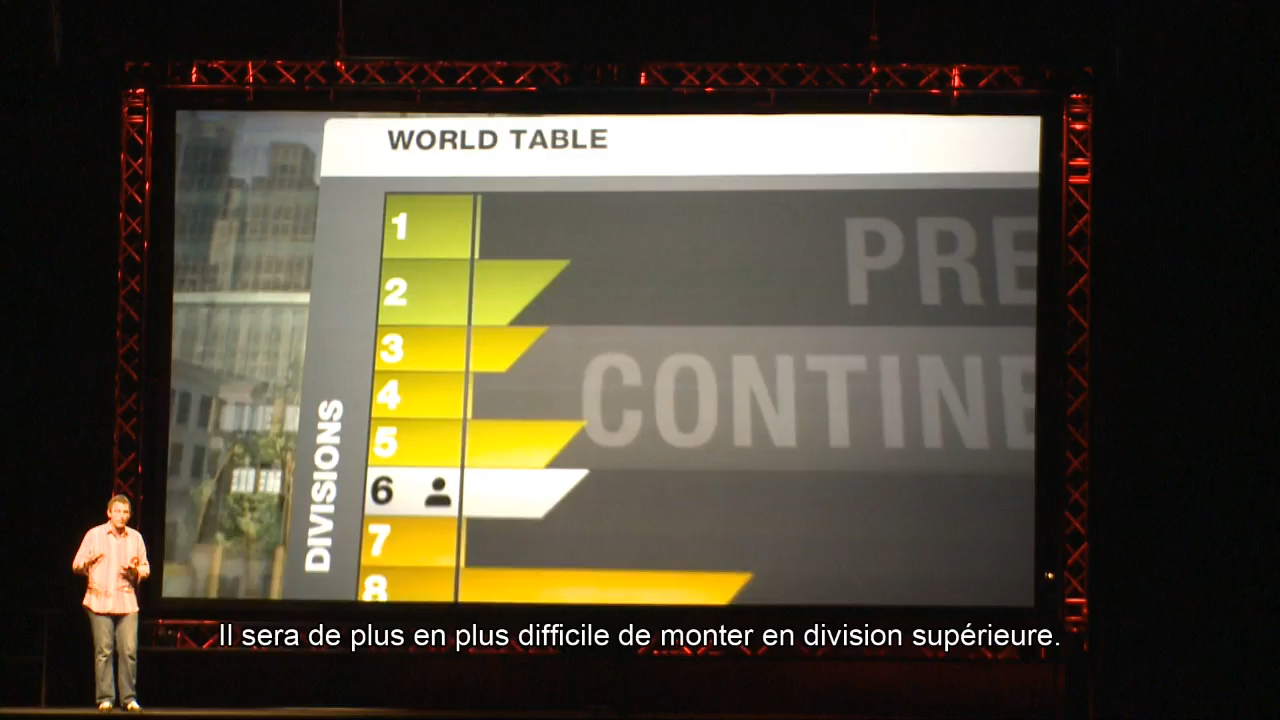 WORLD TABLE
DIVISIONS
1
2
3
4
5
6
7
8
PRE
CONTINE
Il sera de plus en plus difficile de monter en division supérieure.